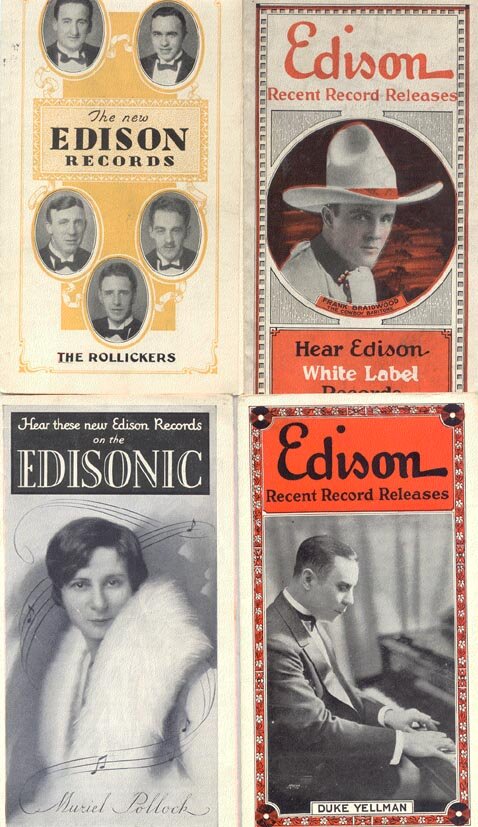 The new
EDISON
RECORDS
THE ROLLICKERS
Edison
Recent Record Releases
FRANK BRAIDWOOD
THE COWBOY BARITONE
Hear Edison
White Label
Records
Hear these new Edison Records
on the
EDISONIC
Muriel Pollock
Edison
Recent Record Releases
DUKE YELLMAN